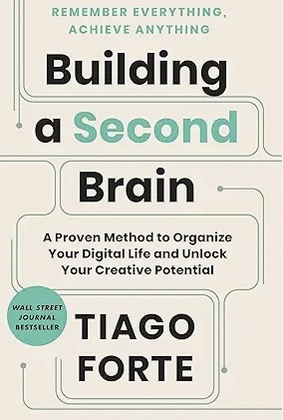 REMEMBER EVERYTHING,
ACHIEVE ANYTHING
Building
a Second
Brain
A Proven Method to Organize
Your Digital Life and Unlock
Your Creative Potential
WALL STREET
JOURNAL
BESTSELLER
TIAGO
FORTE